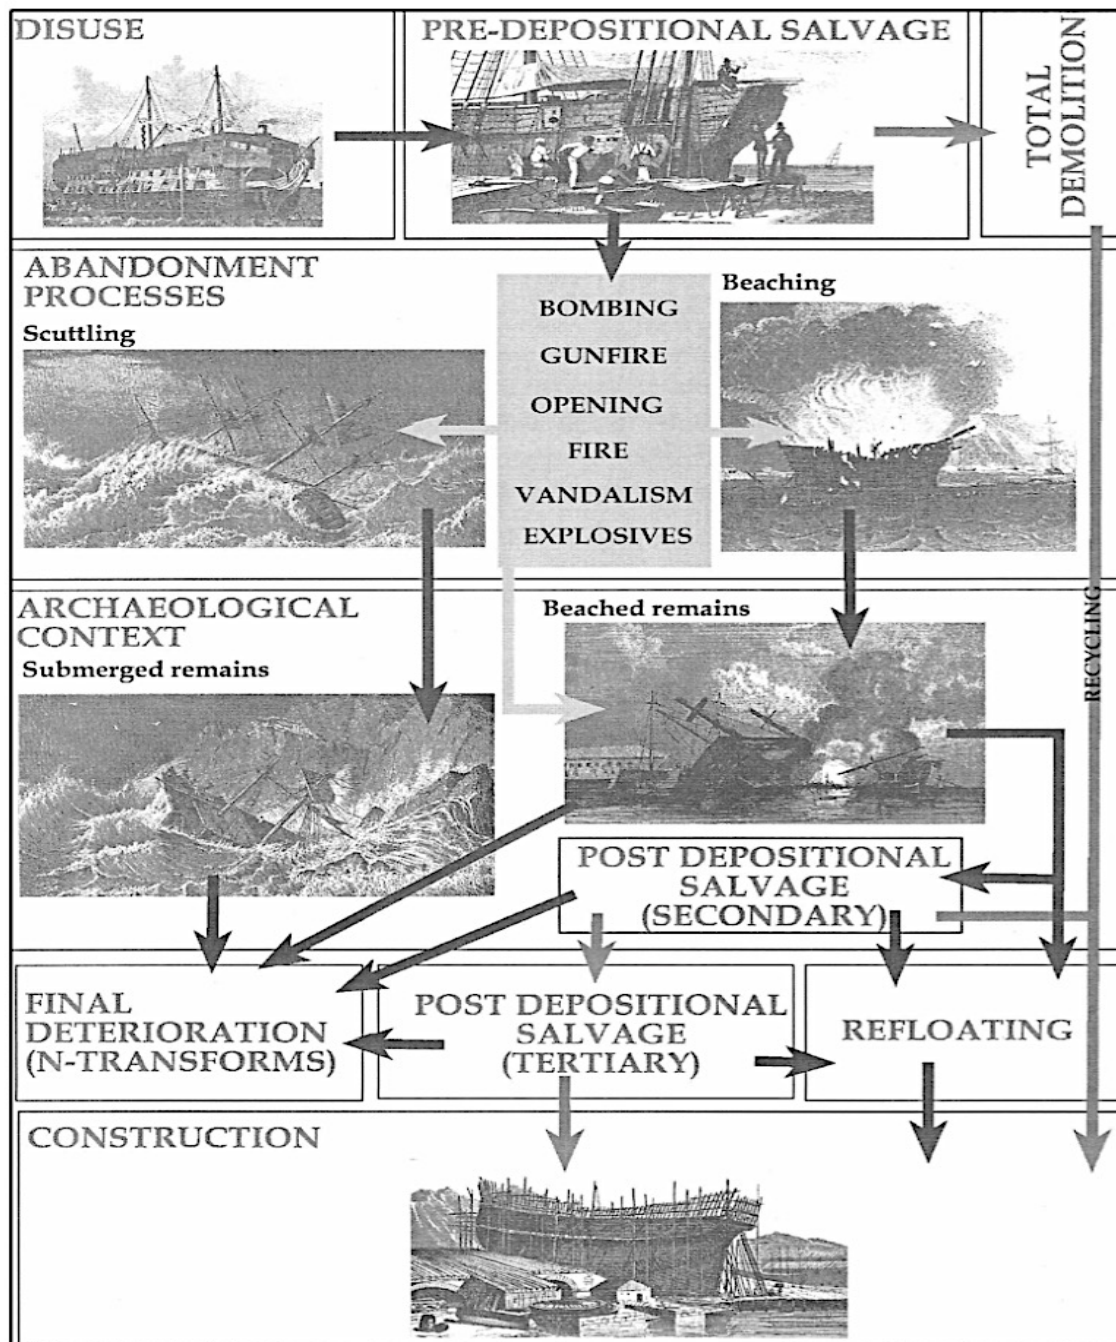 DISUSE
PRE-DEPOSITIONAL SALVAGE
TOTAL
DEMOLITION
ABANDONMENT
PROCESSES
Scuttling
BOMBING
GUNFIRE
OPENING
FIRE
VANDALISM
EXPLOSIVES
Beaching
ARCHAEOLOGICAL
CONTEXT
Submerged remains
Beached remains
RECYCLING
POST DEPOSITIONAL
SALVAGE
(SECONDARY)
FINAL
DETERIORATION
(N-TRANSFORMS)
POST DEPOSITIONAL
SALVAGE
(TERTIARY)
REFLOATING
CONSTRUCTION